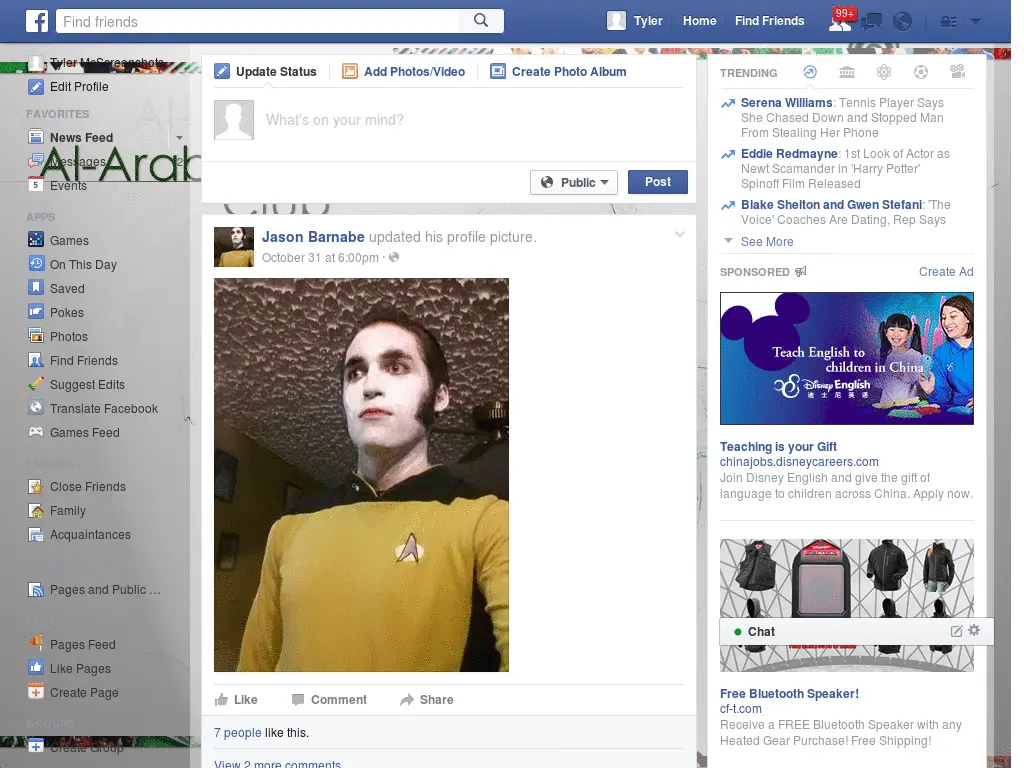 Find friends
Tyler
Home
Find Friends
99+
Tyler McScreenshots
Edit Profile
FAVORITES
News Feed
Messages
Events
5
Al-Arab
APPS
Games
On This Day
Saved
Pokes
Photos
Find Friends
Suggest Edits
Translate Facebook
Games Feed
FRIENDS
Close Friends
Family
Acquaintances
Pages and Public …
PAGES
Pages Feed
Like Pages
Create Page
GROUPS
Create Group
Update Status
Add Photos/Video
Create Photo Album
What's on your mind?
Public
Post
Club
Jason Barnabe updated his profile picture.
October 31 at 6:00pm ·
Like
Comment
Share
7 people like this.
View 2 more comments
TRENDING
Serena Williams: Tennis Player Says
She Chased Down and Stopped Man
From Stealing Her Phone
Eddie Redmayne: 1st Look of Actor as
Newt Scamander in 'Harry Potter'
Spinoff Film Released
Blake Shelton and Gwen Stefani: 'The
Voice' Coaches Are Dating, Rep Says
See More
SPONSORED
Create Ad
Teach English to
children in China
Disney English
迪士尼英语
Teaching is your Gift
chinajobs.disneycareers.com
Join Disney English and give the gift of
language to children across China. Apply now.
Chat
Free Bluetooth Speaker!
cf-t.com
Receive a FREE Bluetooth Speaker with any
Heated Gear Purchase! Free Shipping!